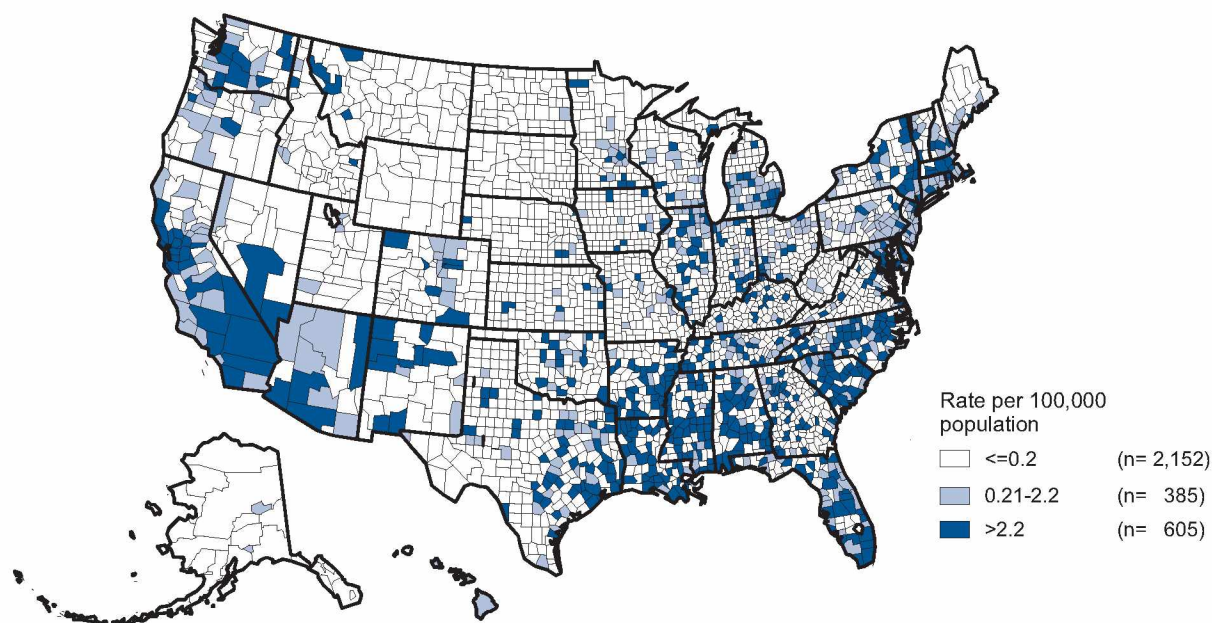 Rate per 100,000
population
<=0.2 (n= 2,152)
0.21-2.2 (n= 385)
>2.2 (n= 605)